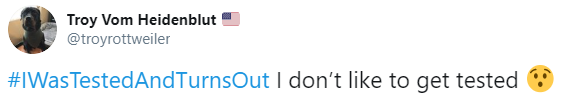 Troy Vom Heidenblut 🇺🇸
@troyrottweiler
#IWasTestedAndTurnsOut I don’t like to get tested 😯